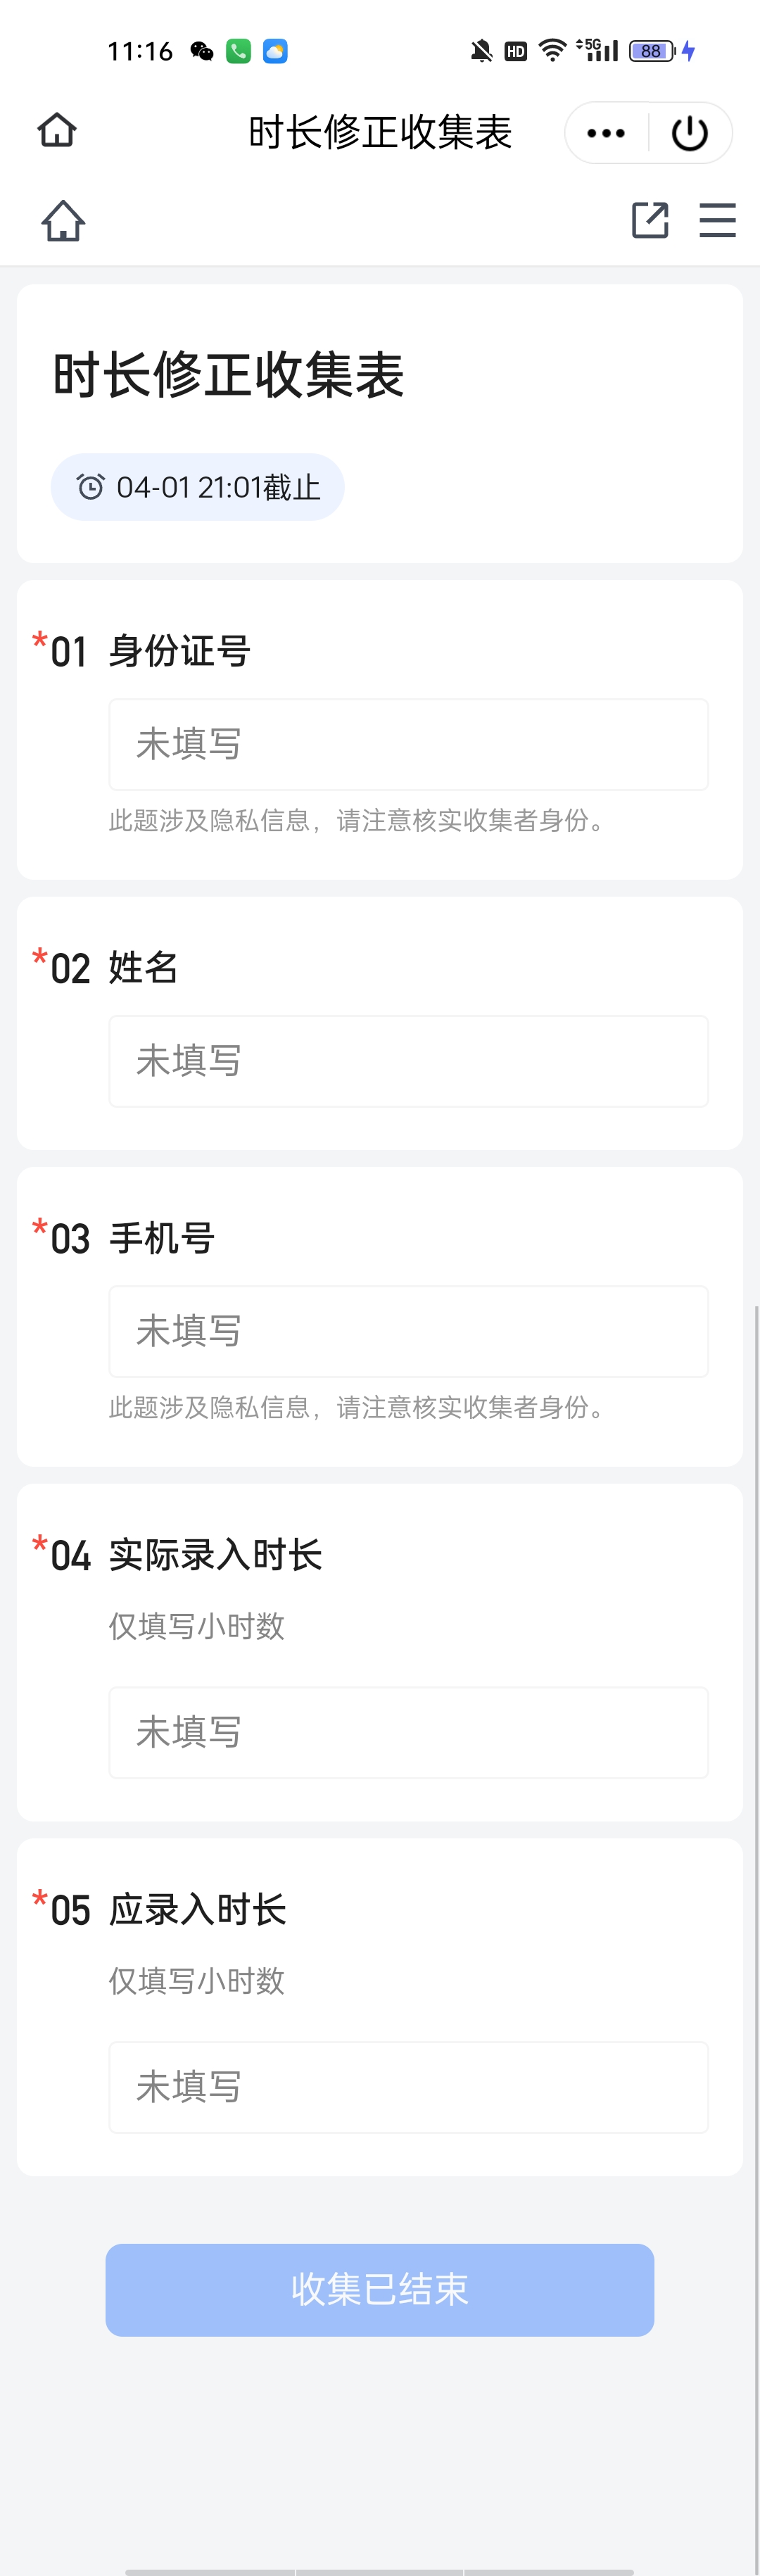 11:16
HD
5G
88
时长修正收集表
时长修正收集表
04-01 21:01截止
*01 身份证号
未填写
此题涉及隐私信息，请注意核实收集者身份。
*02 姓名
未填写
*03 手机号
未填写
此题涉及隐私信息，请注意核实收集者身份。
*04 实际录入时长
仅填写小时数
未填写
*05 应录入时长
仅填写小时数
未填写
收集已结束